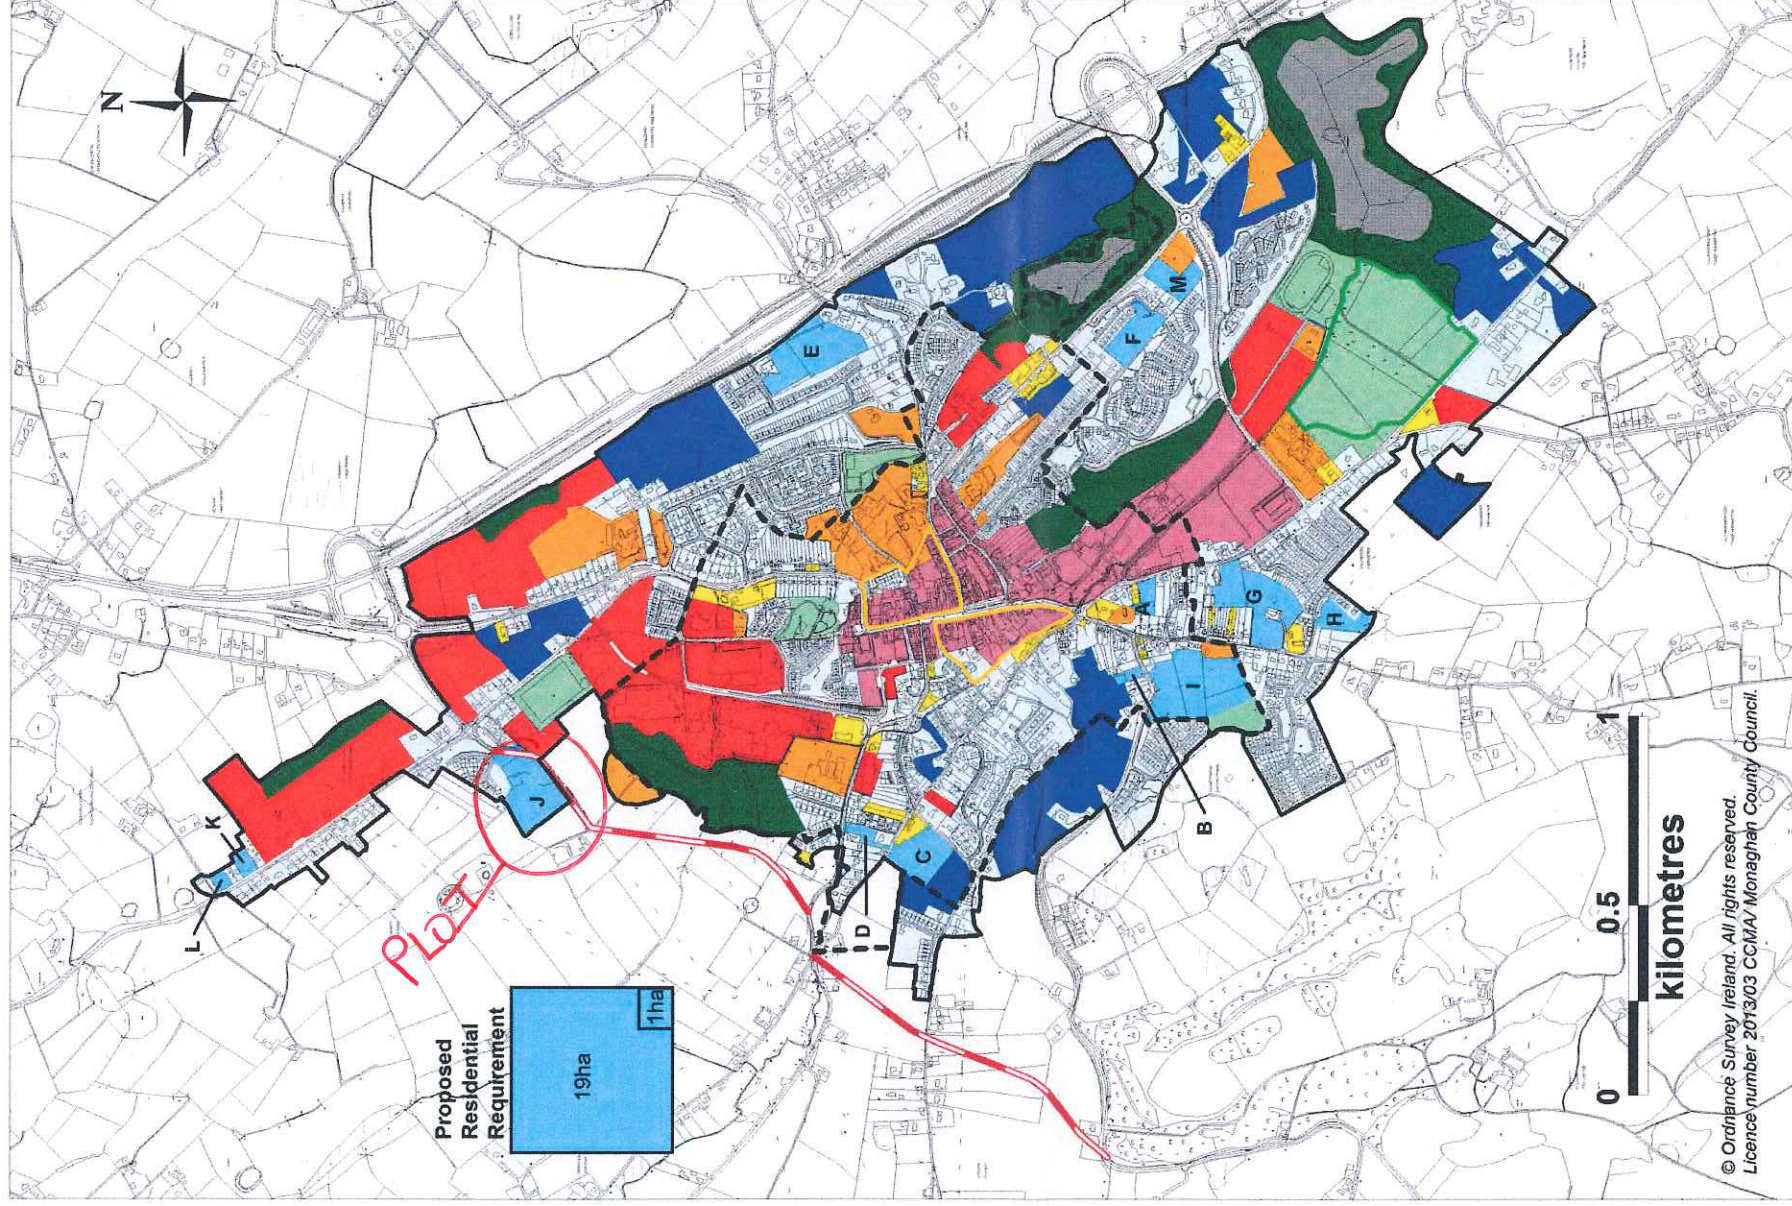 N
L
K
J
PLOT
E
M
F
Proposed
Residential
Requirement
19ha
1ha
D
C
A
G
H
I
B
0
0.5
1
kilometres
© Ordnance Survey Ireland. All rights reserved.
Licence number 2013/03 CCMA/ Monaghan County Council.